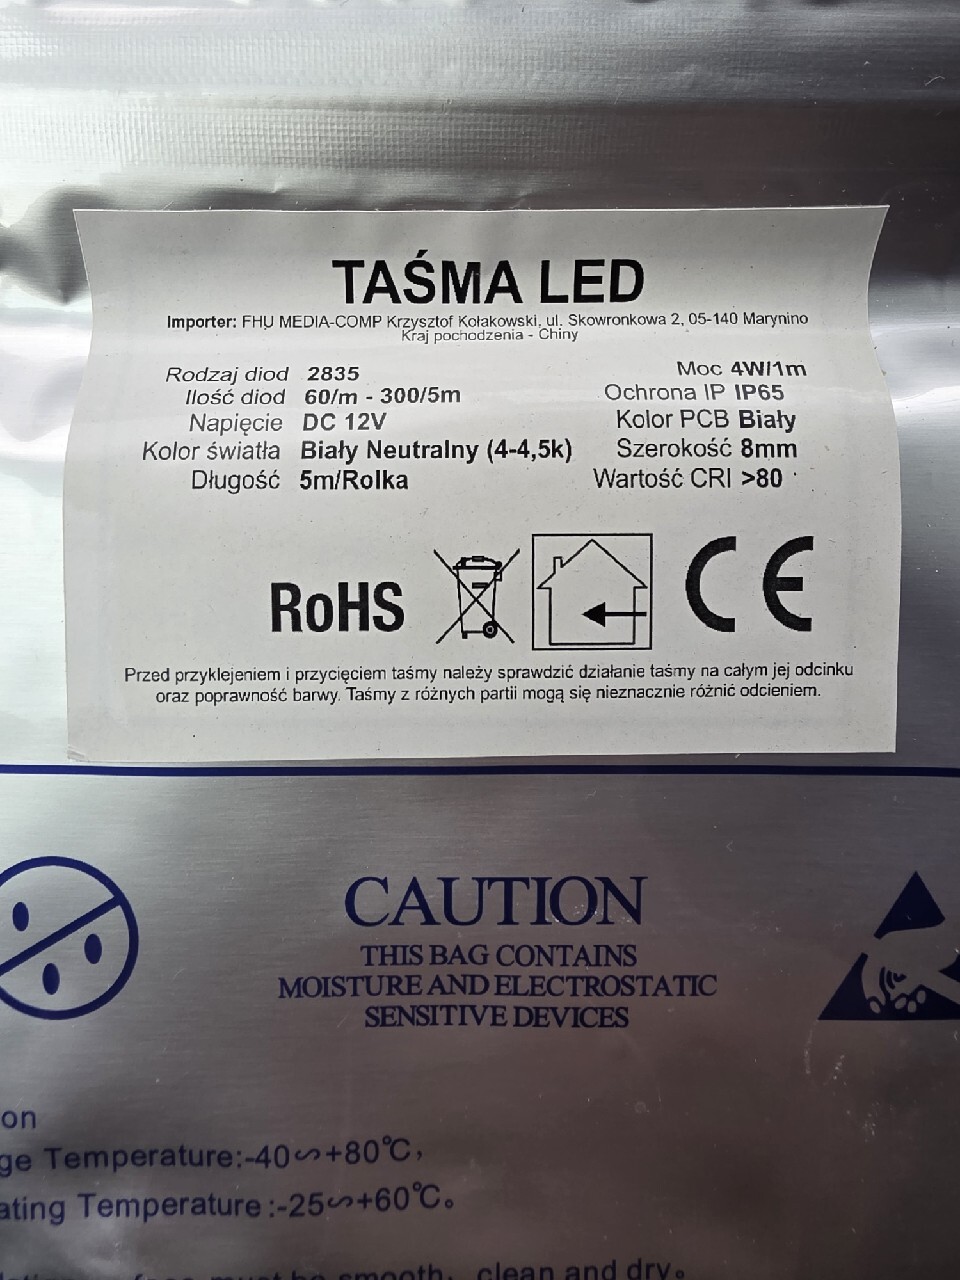 TAŚMA LED
Importer: FHU MEDIA-COMP Krzysztof Kołakowski, ul. Skowronkowa 2, 05-140 Marynino
Kraj pochodzenia - Chiny
Rodzaj diod 2835
Ilość diod 60/m - 300/5m
Napięcie DC 12V
Kolor światła Biały Neutralny (4-4,5k)
Długość 5m/Rolka
Moc 4W/1m
Ochrona IP IP65
Kolor PCB Biały
Szerokość 8mm
Wartość CRI >80
RoHS
CE
Przed przyklejeniem i przycięciem taśmy należy sprawdzić działanie taśmy na całym jej odcinku
oraz poprawność barwy. Taśmy z różnych partii mogą się nieznacznie różnić odcieniem.
CAUTION
THIS BAG CONTAINS
MOISTURE AND ELECTROSTATIC
SENSITIVE DEVICES
on
ge Temperature:-40∽+80℃,
ating Temperature:-25∽+60℃。
must be smooth, clean and dry。